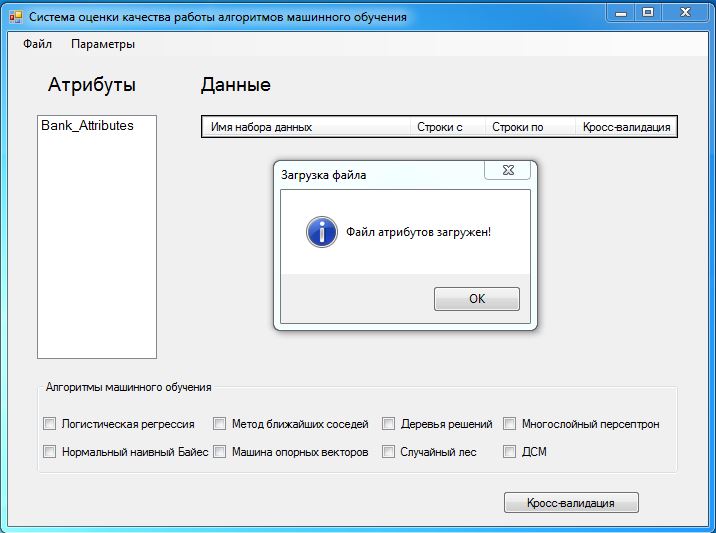 Система оценки качества работы алгоритмов машинного обучения
Файл Параметры
Атрибуты Данные
Bank_Attributes
Имя набора данных Строки с Строки по Кросс-валидация
Загрузка файла
Файл атрибутов загружен!
OK
Алгоритмы машинного обучения
Логистическая регрессия Метод ближайших соседей Деревья решений Многослойный персептрон
Нормальный наивный Байес Машина опорных векторов Случайный лес ДСМ
Кросс-валидация